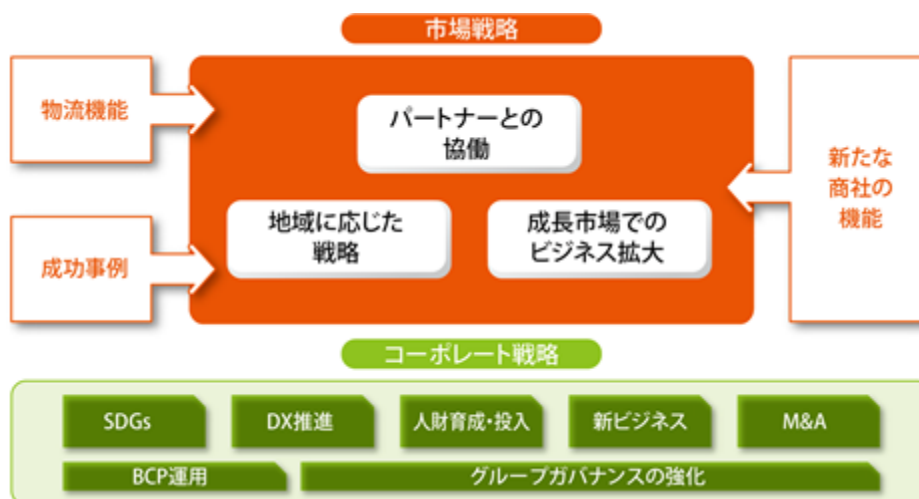 市場戦略
物流機能
パートナーとの
協働
新たな
商社の
機能
地域に応じた
戦略
成長市場での
ビジネス拡大
成功事例
コーポレート戦略
SDGs
DX推進
人財育成・投入
新ビジネス
M&A
BCP運用
グループガバナンスの強化